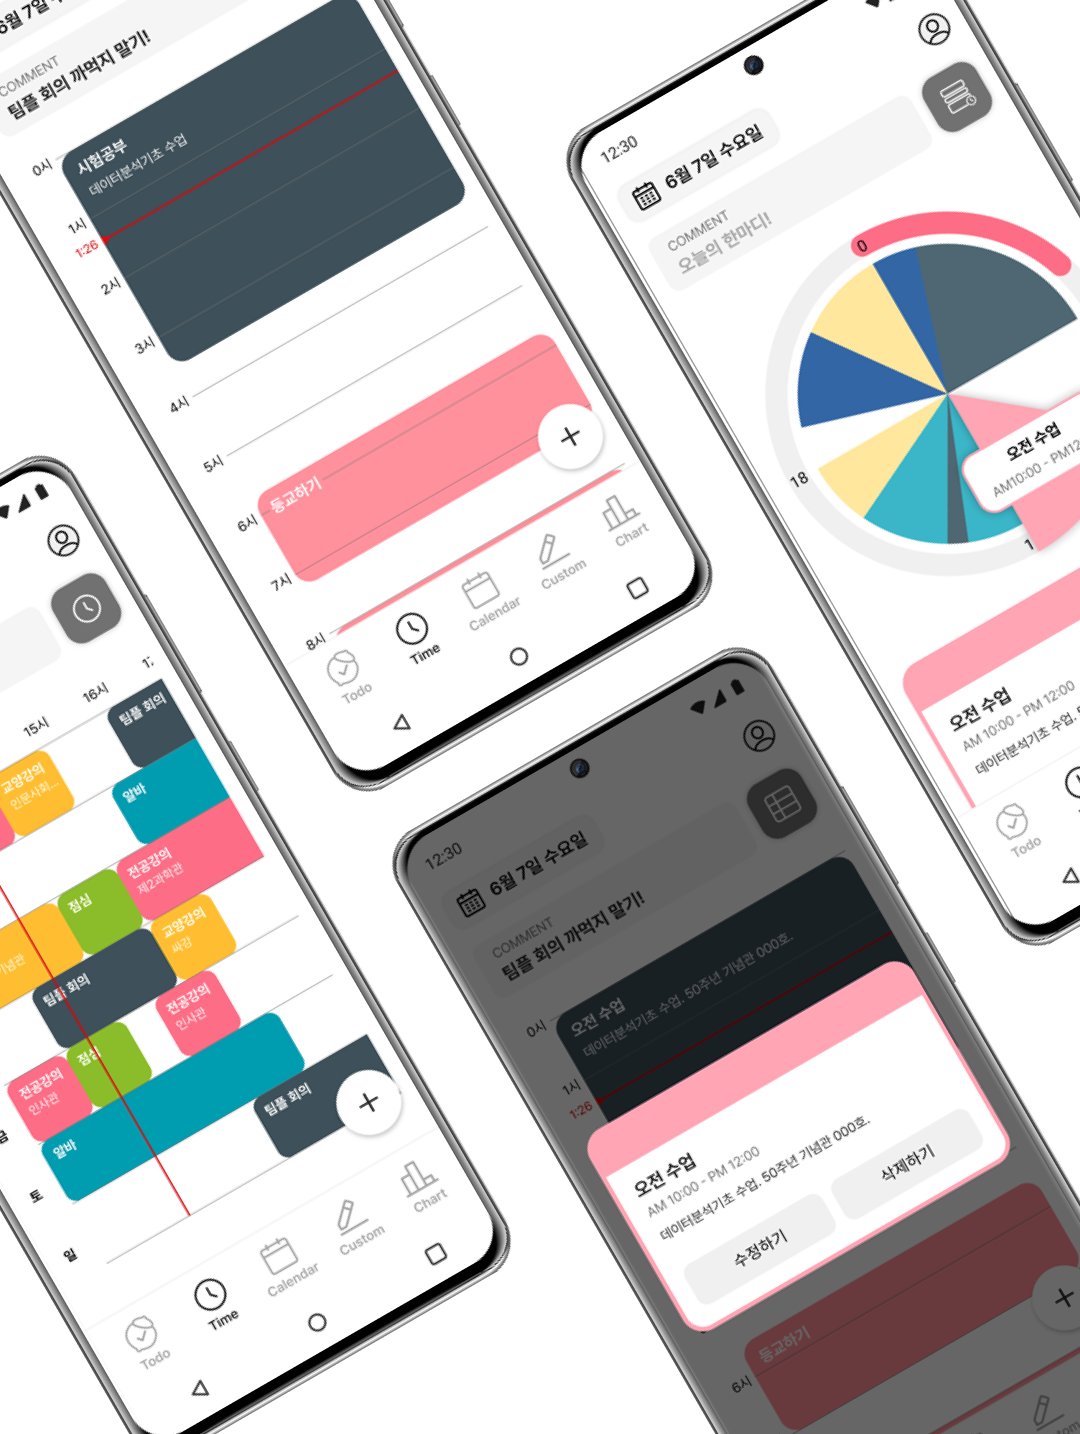 6월 7일
COMMENT
팀플 회의 까먹지 말기!
0시
시험공부
데이터분석기초 수업
1시
1:26
2시
3시
4시
5시
6시
등교하기
7시
8시
Todo
Time
Calendar
Custom
Chart
12:30
6월 7일 수요일
COMMENT
오늘의 한마디!
0
18
오전 수업
AM10:00 - PM12
오전 수업
AM 10:00 - PM 12:00
데이터분석기초 수업.
Todo
15시
16시
팀플 회의
교양강의
인문사회...
알바
전공강의
제2과학관
점심
교양강의
싸강
기념관
팀플 회의
전공강의
인사관
점심
전공강의
인사관
알바
팀플 회의
금
토
일
Todo
Time
Calendar
Custom
Chart
12:30
6월 7일 수요일
COMMENT
팀플 회의 까먹지 말기!
0시
오전 수업
데이터분석기초 수업. 50주년 기념관 000호.
1시
1:26
오전 수업
AM 10:00 - PM 12:00
데이터분석기초 수업. 50주년 기념관 000호.
수정하기
삭제하기
등교하기
6시